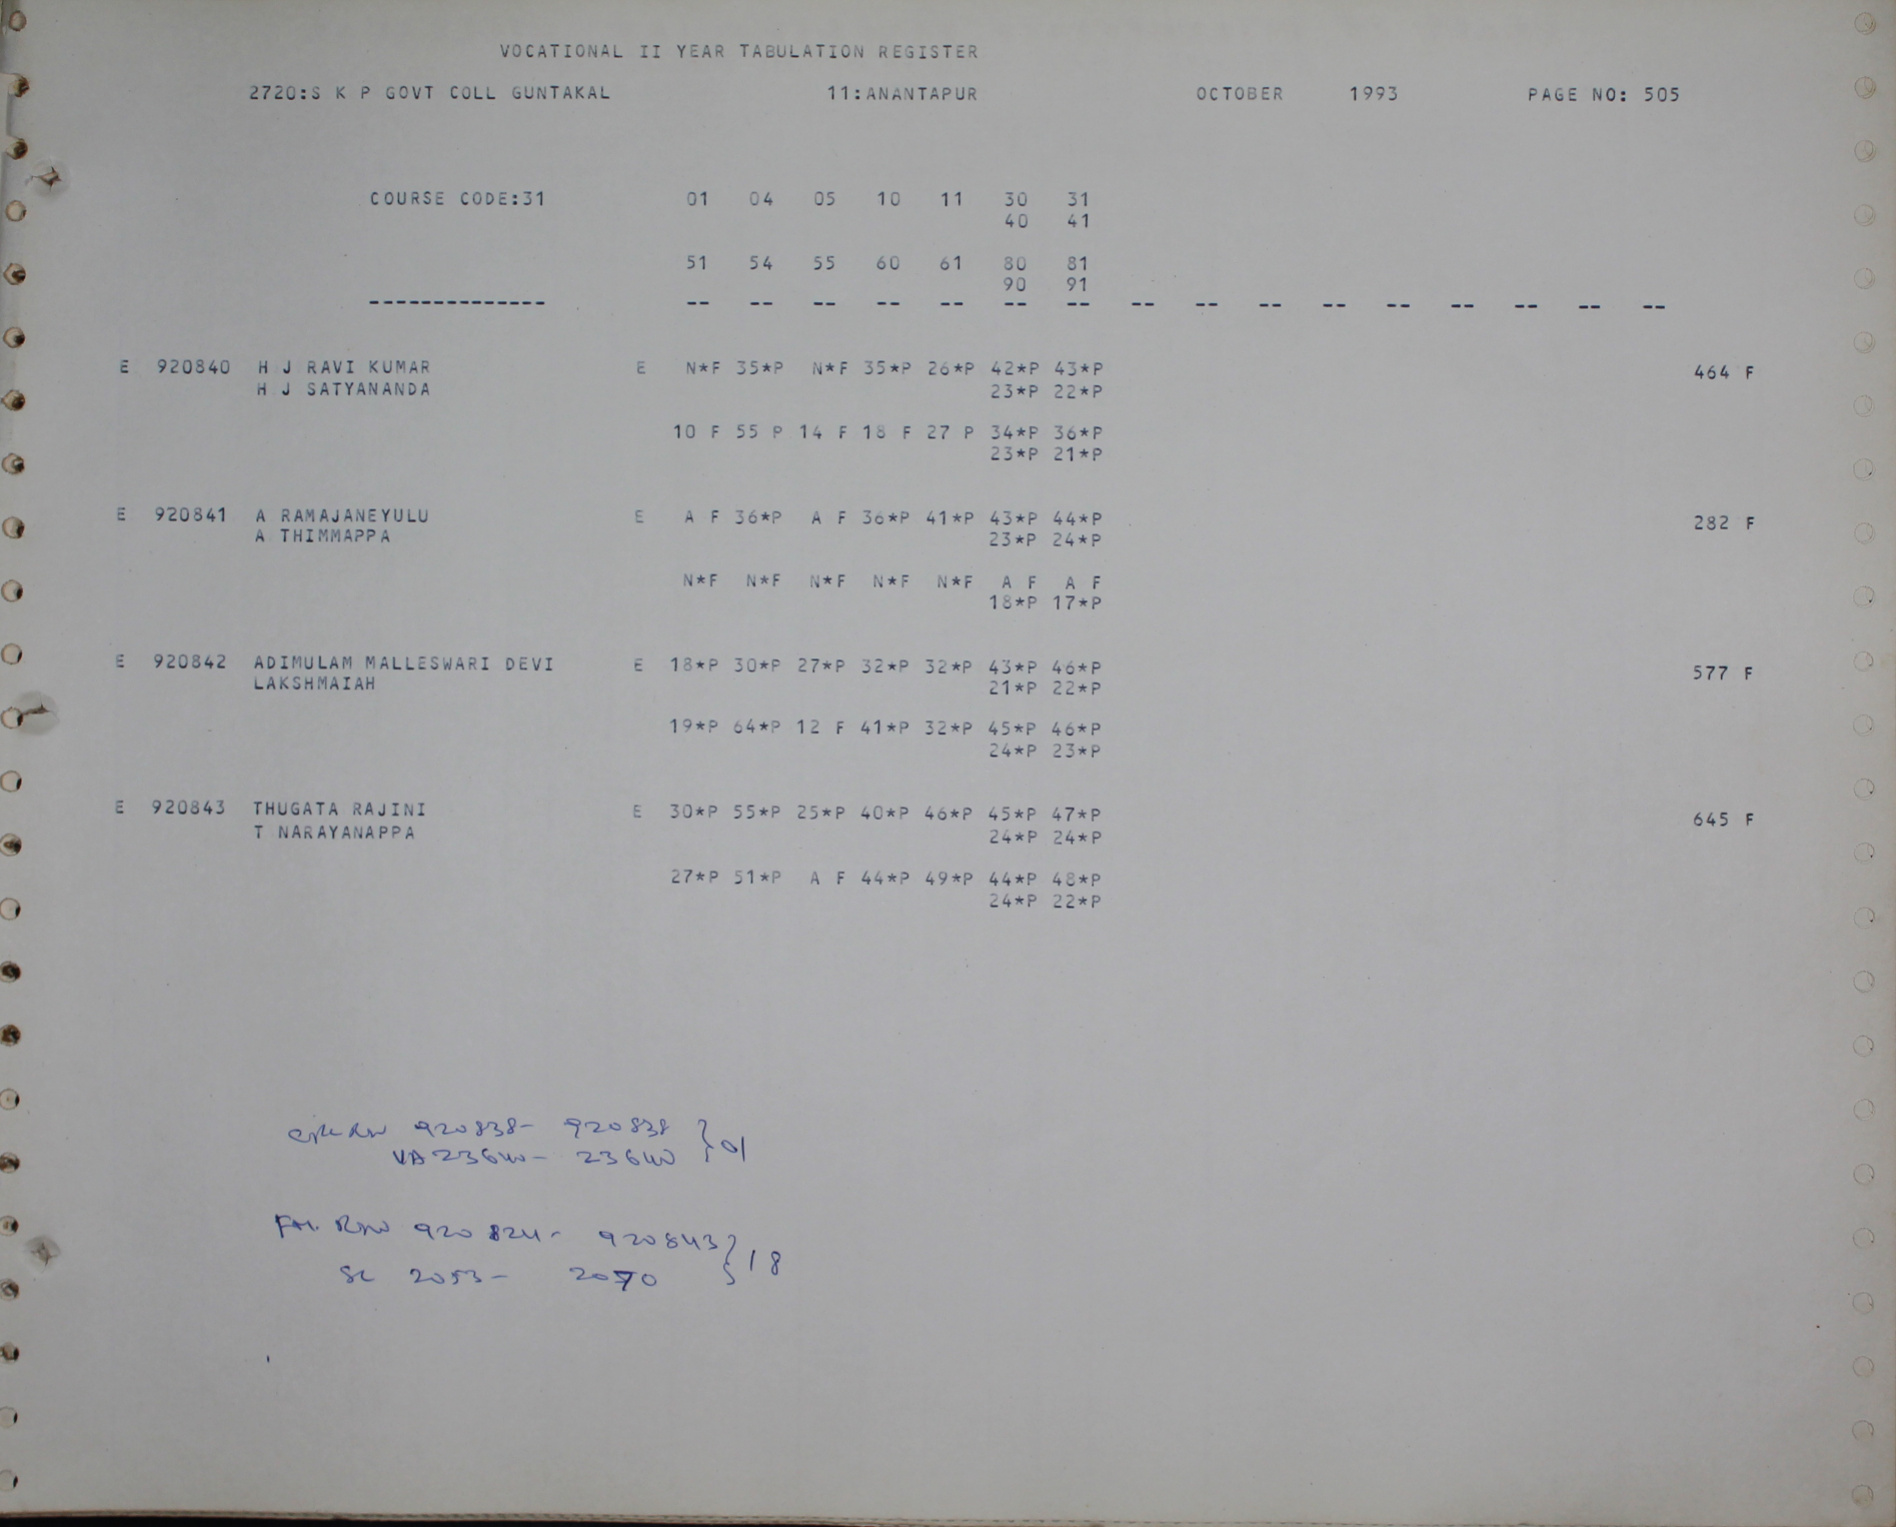 VOCATIONAL II YEAR TABULATION REGISTER
2720:S K P GOVT COLL GUNTAKAL 11:ANANTAPUR OCTOBER 1993 PAGE NO: 505
COURSE CODE:31 01 04 05 10 11 30 31
40 41
51 54 55 60 61 80 81
90 91
-------------- -- -- -- -- -- -- -- -- -- -- -- -- -- -- -- --
E 920840 H J RAVI KUMAR E N*F 35*P N*F 35*P 26*P 42*P 43*P 464 F
H J SATYANANDA 23*P 22*P
10 F 55 P 14 F 18 F 27 P 34*P 36*P
23*P 21*P
E 920841 A RAMAJANEYULU E A F 36*P A F 36*P 41*P 43*P 44*P 282 F
A THIMMAPPA 23*P 24*P
N*F N*F N*F N*F N*F A F A F
18*P 17*P
E 920842 ADIMULAM MALLESWARI DEVI E 18*P 30*P 27*P 32*P 32*P 43*P 46*P 577 F
LAKSHMAIAH 21*P 22*P
19*P 64*P 12 F 41*P 32*P 45*P 46*P
24*P 23*P
E 920843 THUGATA RAJINI E 30*P 55*P 25*P 40*P 46*P 45*P 47*P 645 F
T NARAYANAPPA 24*P 24*P
27*P 51*P A F 44*P 49*P 44*P 48*P
24*P 22*P
920838- 920838 } 01
VA 23640- 23640
920824- 920843 } 18
SC 2053- 2070